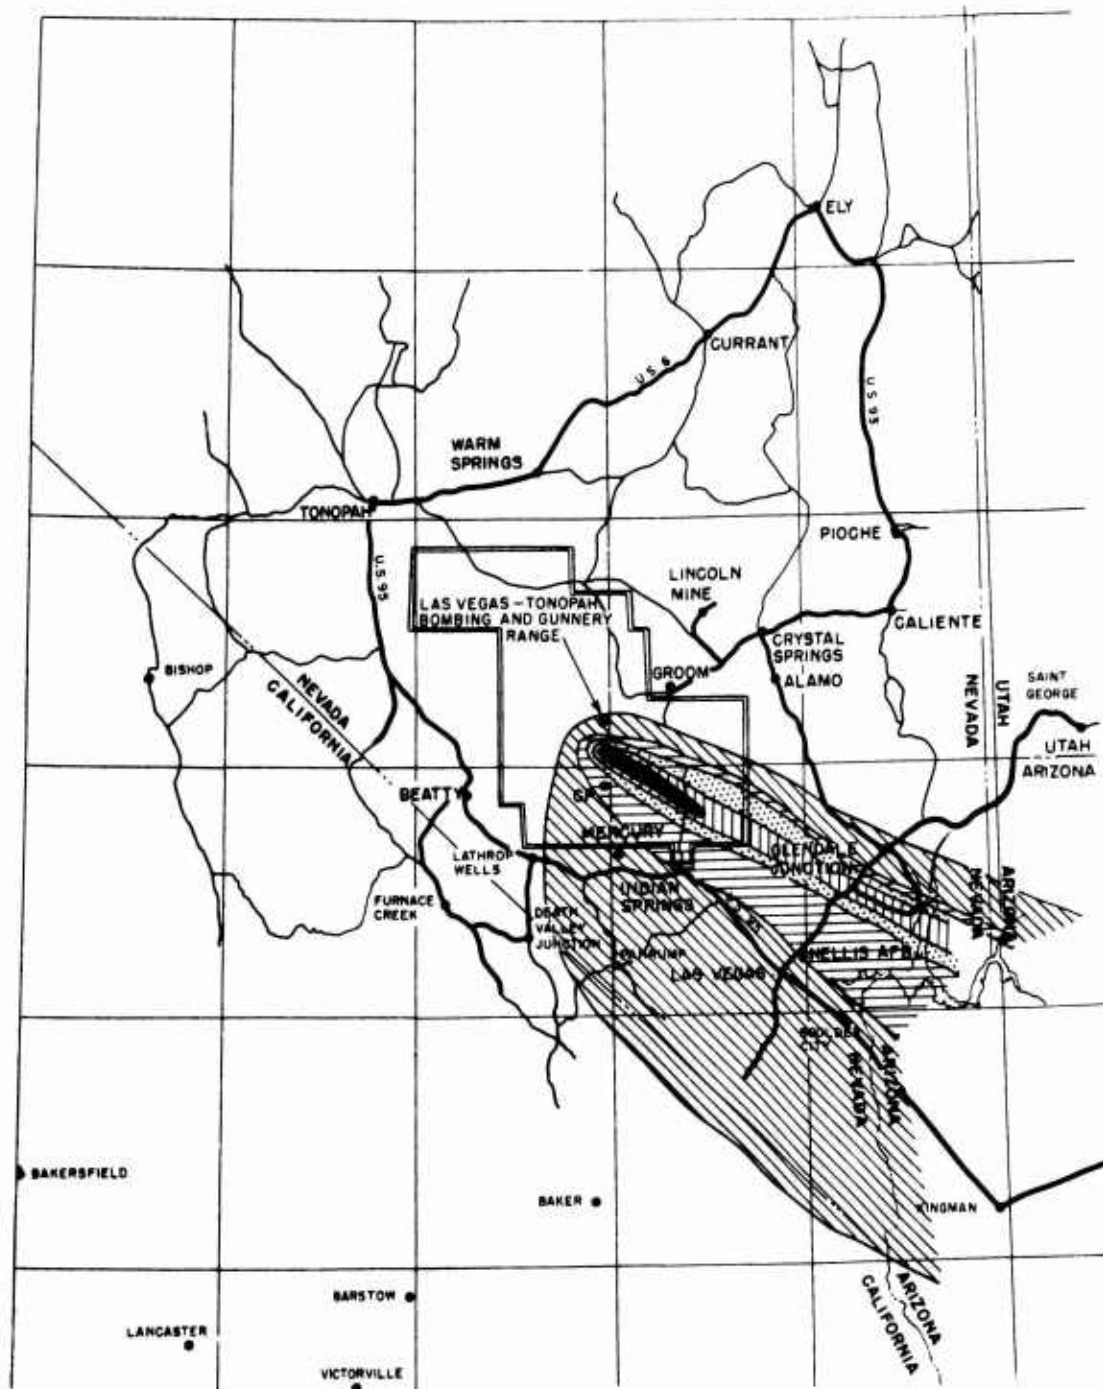 ELY
CURRANT
U S 6
U S 93
WARM
SPRINGS
TONOPAH
PIOCHE
U.S 95
LINCOLN
MINE
LAS VEGAS - TONOPAH
BOMBING AND GUNNERY
RANGE
CALIENTE
CRYSTAL
SPRINGS
GROOM
ALAMO
BISHOP
NEVADA
CALIFORNIA
UTAH
NEVADA
SAINT
GEORGE
UTAH
ARIZONA
BEATTY
CP
MERCURY
LATHROP
WELLS
GLENDALE
JUNCTION
INDIAN
SPRINGS
FURNACE
CREEK
DEATH
VALLEY
JUNCTION
ARIZONA
NEVADA
PAHRUMP
LAS VEGAS
NELLIS AFB
BOULDER
CITY
ARIZONA
NEVADA
BAKERSFIELD
BAKER
KINGMAN
BARSTOW
ARIZONA
CALIFORNIA
LANCASTER
VICTORVILLE